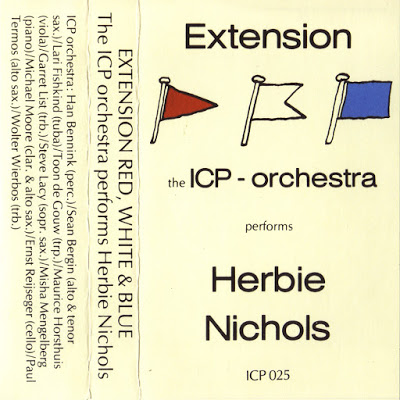 Extension
the ICP - orchestra
performs
Herbie
Nichols
ICP 025
EXTENSION RED, WHITE & BLUE
The ICP orchestra performs Herbie Nichols
ICP orchestra: Han Bennink (perc.)/Sean Bergin (alto & tenor
sax.)/Lari Fishkind (tuba)/Toon de Gouw (trp.)/Maurice Horsthuis
(viola)/Garret List (trb.)/Steve Lacy (sopr. sax.)/Misha Mengelberg
(piano)/Michael Moore (clar. & alto sax.)/Ernst Reijseger (cello)/Paul
Termos (alto sax.)/Wolter Wierbos (trb.)